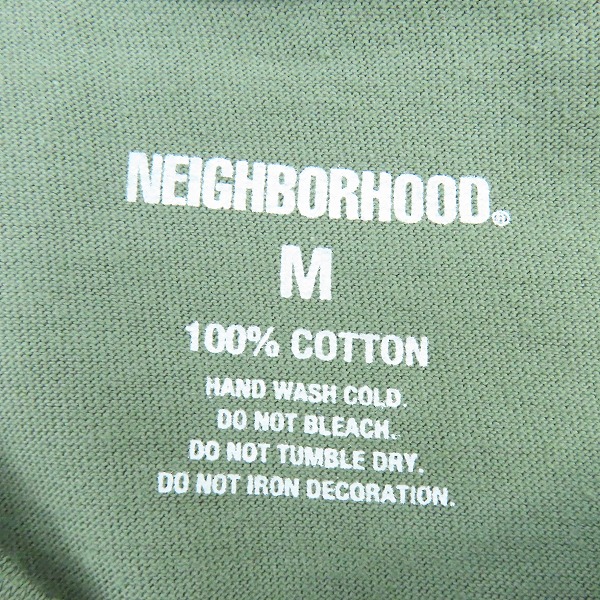 NEIGHBORHOOD®
M
100% COTTON
HAND WASH COLD.
DO NOT BLEACH.
DO NOT TUMBLE DRY.
DO NOT IRON DECORATION.